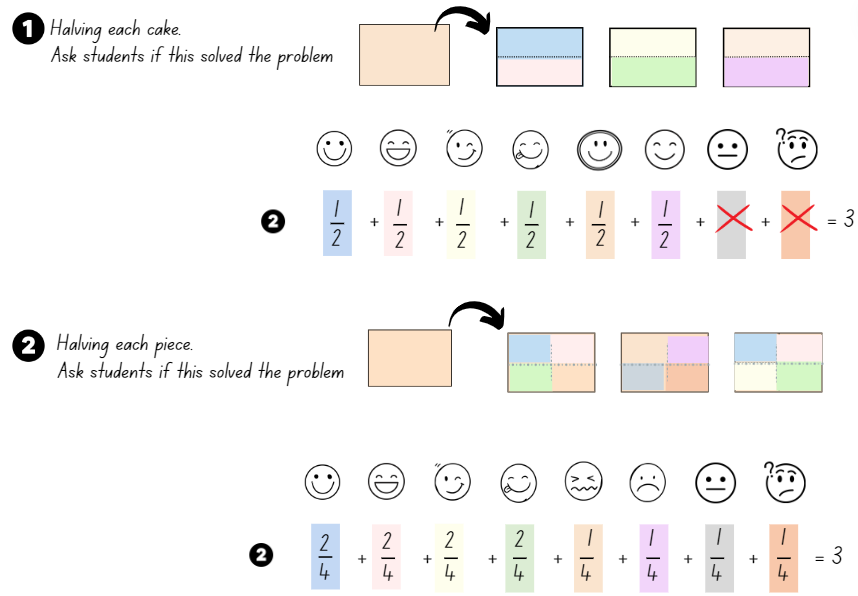 1 Halving each cake.
Ask students if this solved the problem
?
2 1/2 + 1/2 + 1/2 + 1/2 + 1/2 + 1/2 + + = 3
2 Halving each piece.
Ask students if this solved the problem
?
2 2/4 + 2/4 + 2/4 + 2/4 + 1/4 + 1/4 + 1/4 + 1/4 = 3